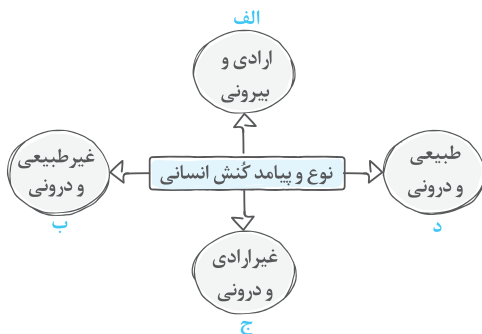 الف
ارادی و
بیرونی
طبیعی
و درونی
د
نوع و پیامد کُنش انسانی
غیرطبیعی
و درونی
ب
غیرارادی
و درونی
ج